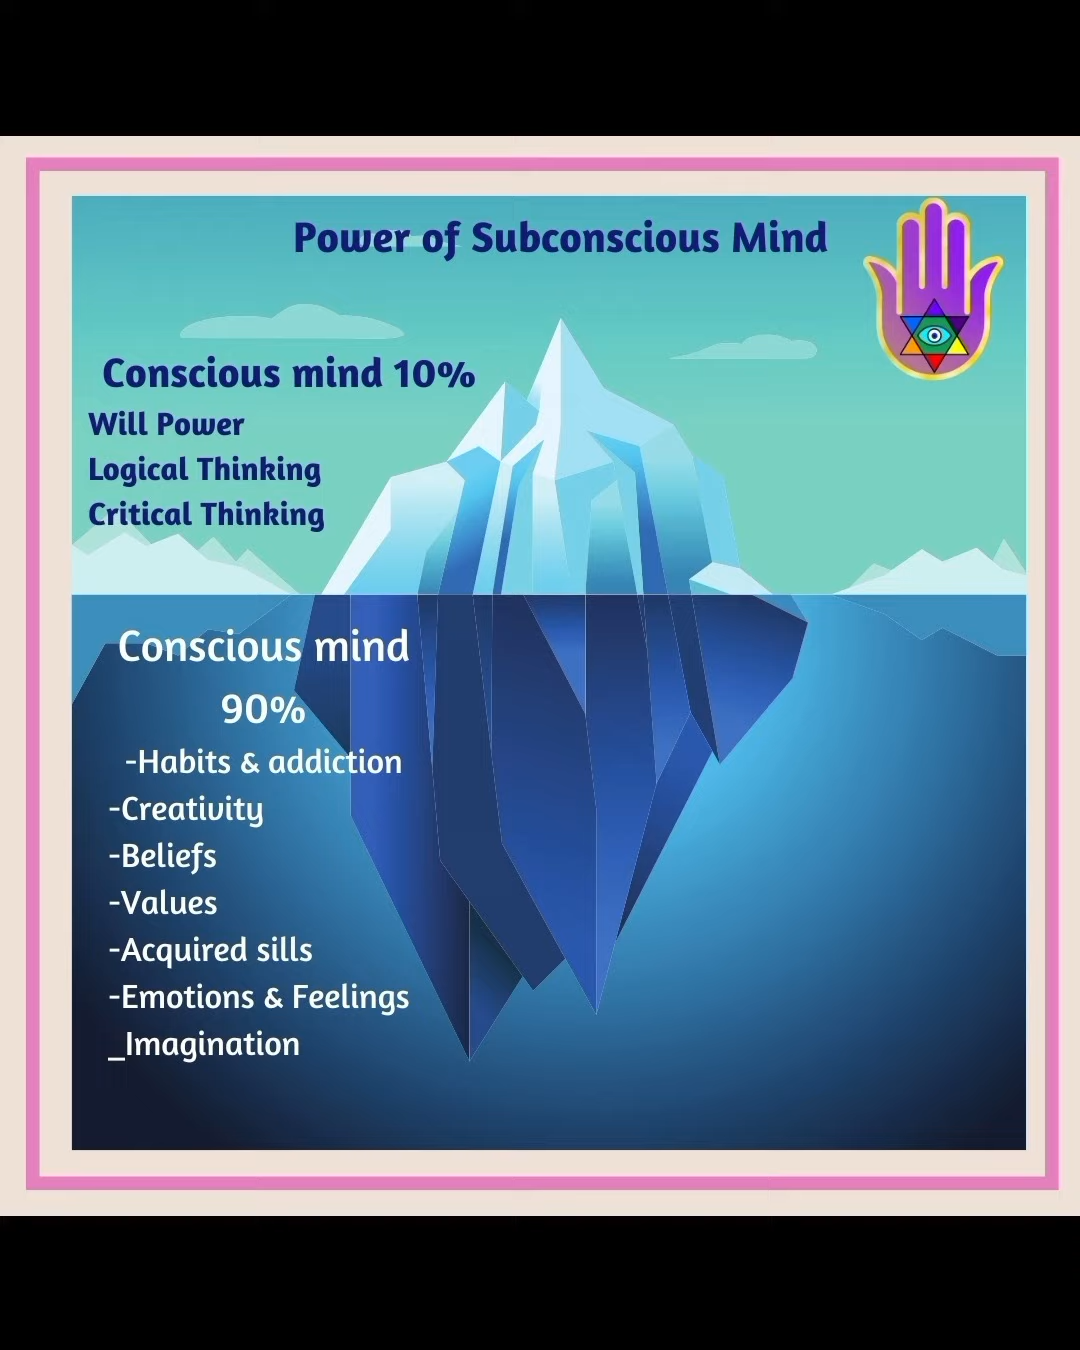 Power of Subconscious Mind
Conscious mind 10%
Will Power
Logical Thinking
Critical Thinking
Conscious mind
90%
-Habits & addiction
-Creativity
-Beliefs
-Values
-Acquired sills
-Emotions & Feelings
_Imagination